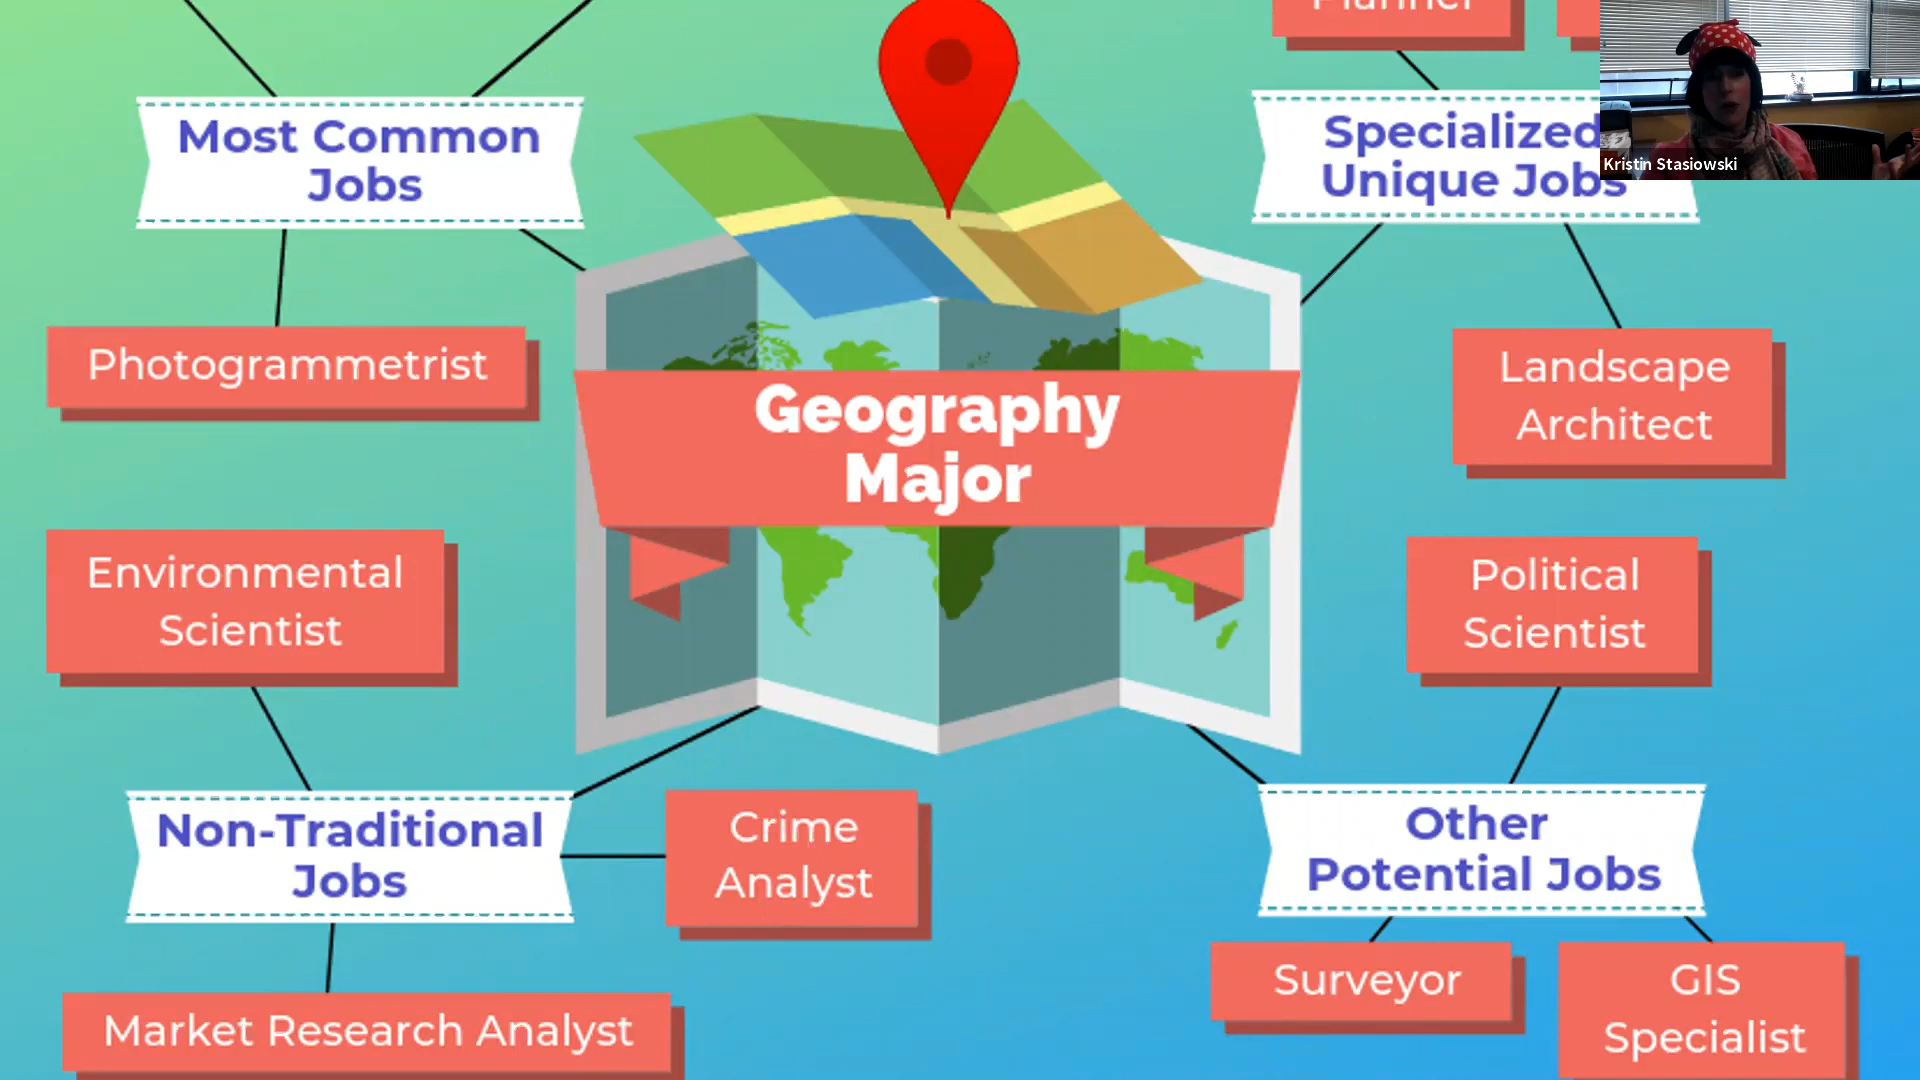 Planner
Most Common
Jobs
Specialized
Unique Jobs
Kristin Stasiowski
Photogrammetrist
Landscape
Architect
Geography
Major
Environmental
Scientist
Political
Scientist
Non-Traditional
Jobs
Crime
Analyst
Other
Potential Jobs
Surveyor
GIS
Specialist
Market Research Analyst